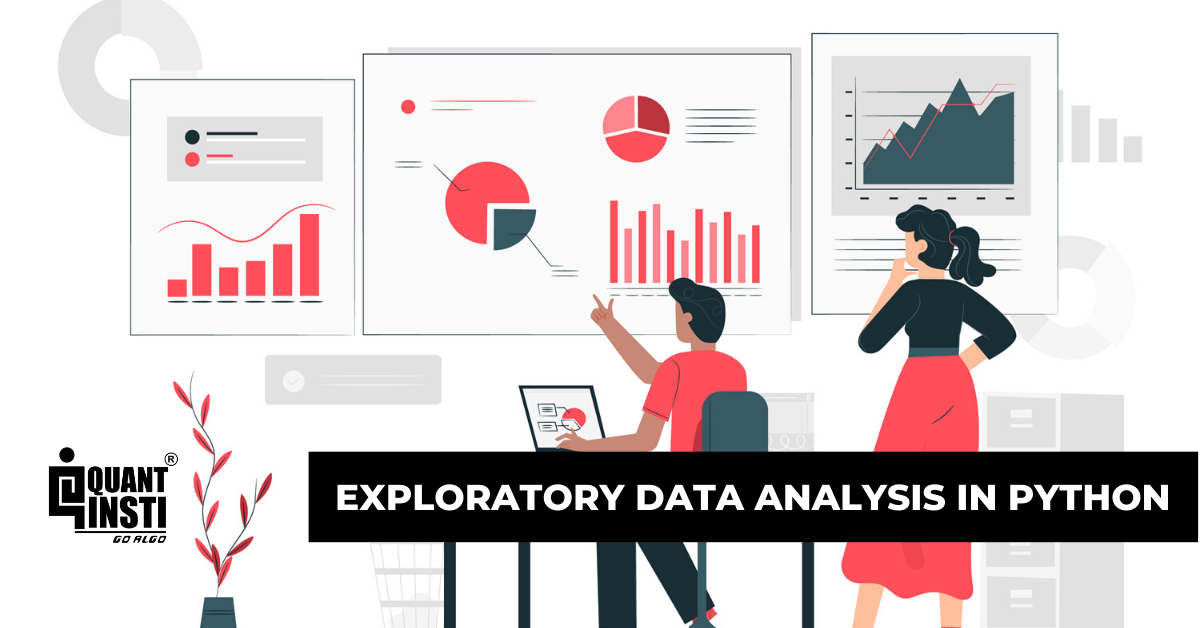 QUANT
INSTI
®
GO ALGO
EXPLORATORY DATA ANALYSIS IN PYTHON